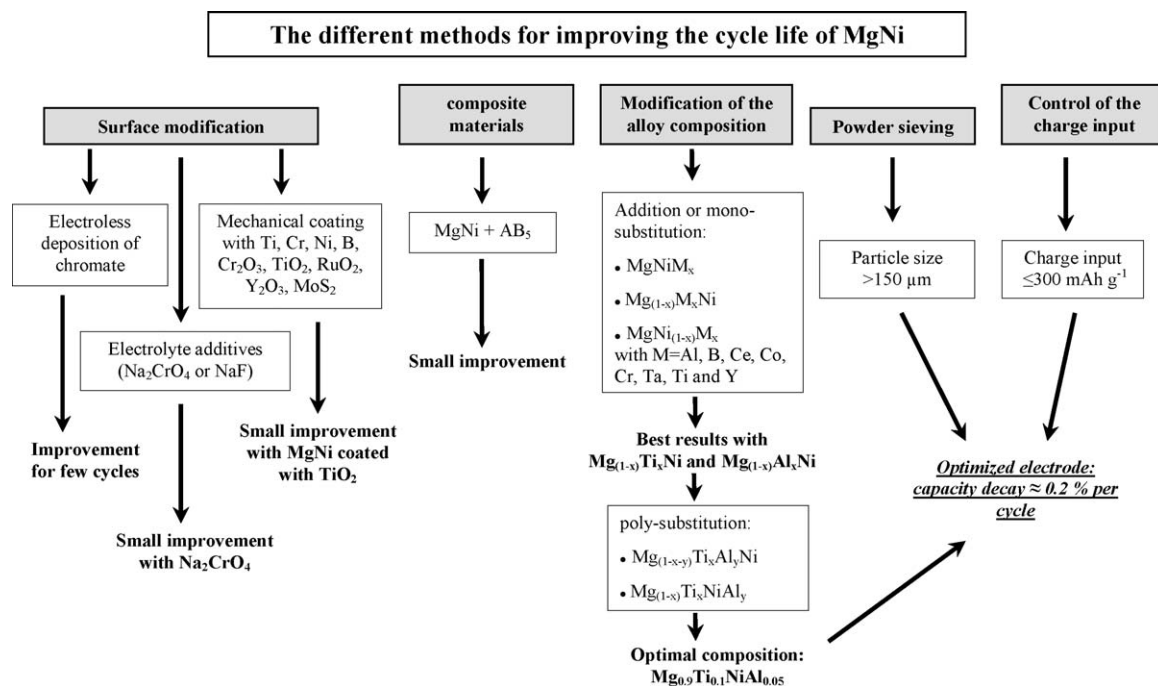 The different methods for improving the cycle life of MgNi
Surface modification
composite
materials
Modification of the
alloy composition
Powder sieving
Control of the
charge input
Electroless
deposition of
chromate
Mechanical coating
with Ti, Cr, Ni, B,
Cr₂O₃, TiO₂, RuO₂,
Y₂O₃, MoS₂
Electrolyte additives
(Na₂CrO₄ or NaF)
Improvement
for few cycles
Small improvement
with MgNi coated
with TiO₂
Small improvement
with Na₂CrO₄
MgNi + AB₅
Small improvement
Addition or mono-
substitution:
• MgNiMₓ
• Mg₍₁₋ₓ₎MₓNi
• MgNi₍₁₋ₓ₎Mₓ
with M=Al, B, Ce, Co,
Cr, Ta, Ti and Y
Best results with
Mg₍₁₋ₓ₎TiₓNi and Mg₍₁₋ₓ₎AlₓNi
poly-substitution:
• Mg(1-x-y)TiₓAlyNi
• Mg₍₁₋ₓ₎TiₓNiAly
Optimal composition:
Mg₀.₉Ti₀.₁NiAl₀.₀₅
Particle size
>150 µm
Charge input
≤300 mAh g⁻¹
Optimized electrode:
capacity decay ≈ 0.2 % per
cycle